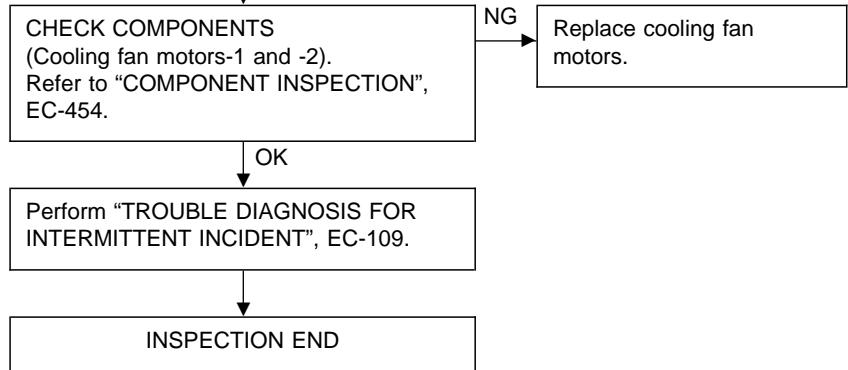 CHECK COMPONENTS
(Cooling fan motors-1 and -2).
Refer to “COMPONENT INSPECTION”,
EC-454.
NG
Replace cooling fan
motors.
OK
Perform “TROUBLE DIAGNOSIS FOR
INTERMITTENT INCIDENT”, EC-109.
INSPECTION END